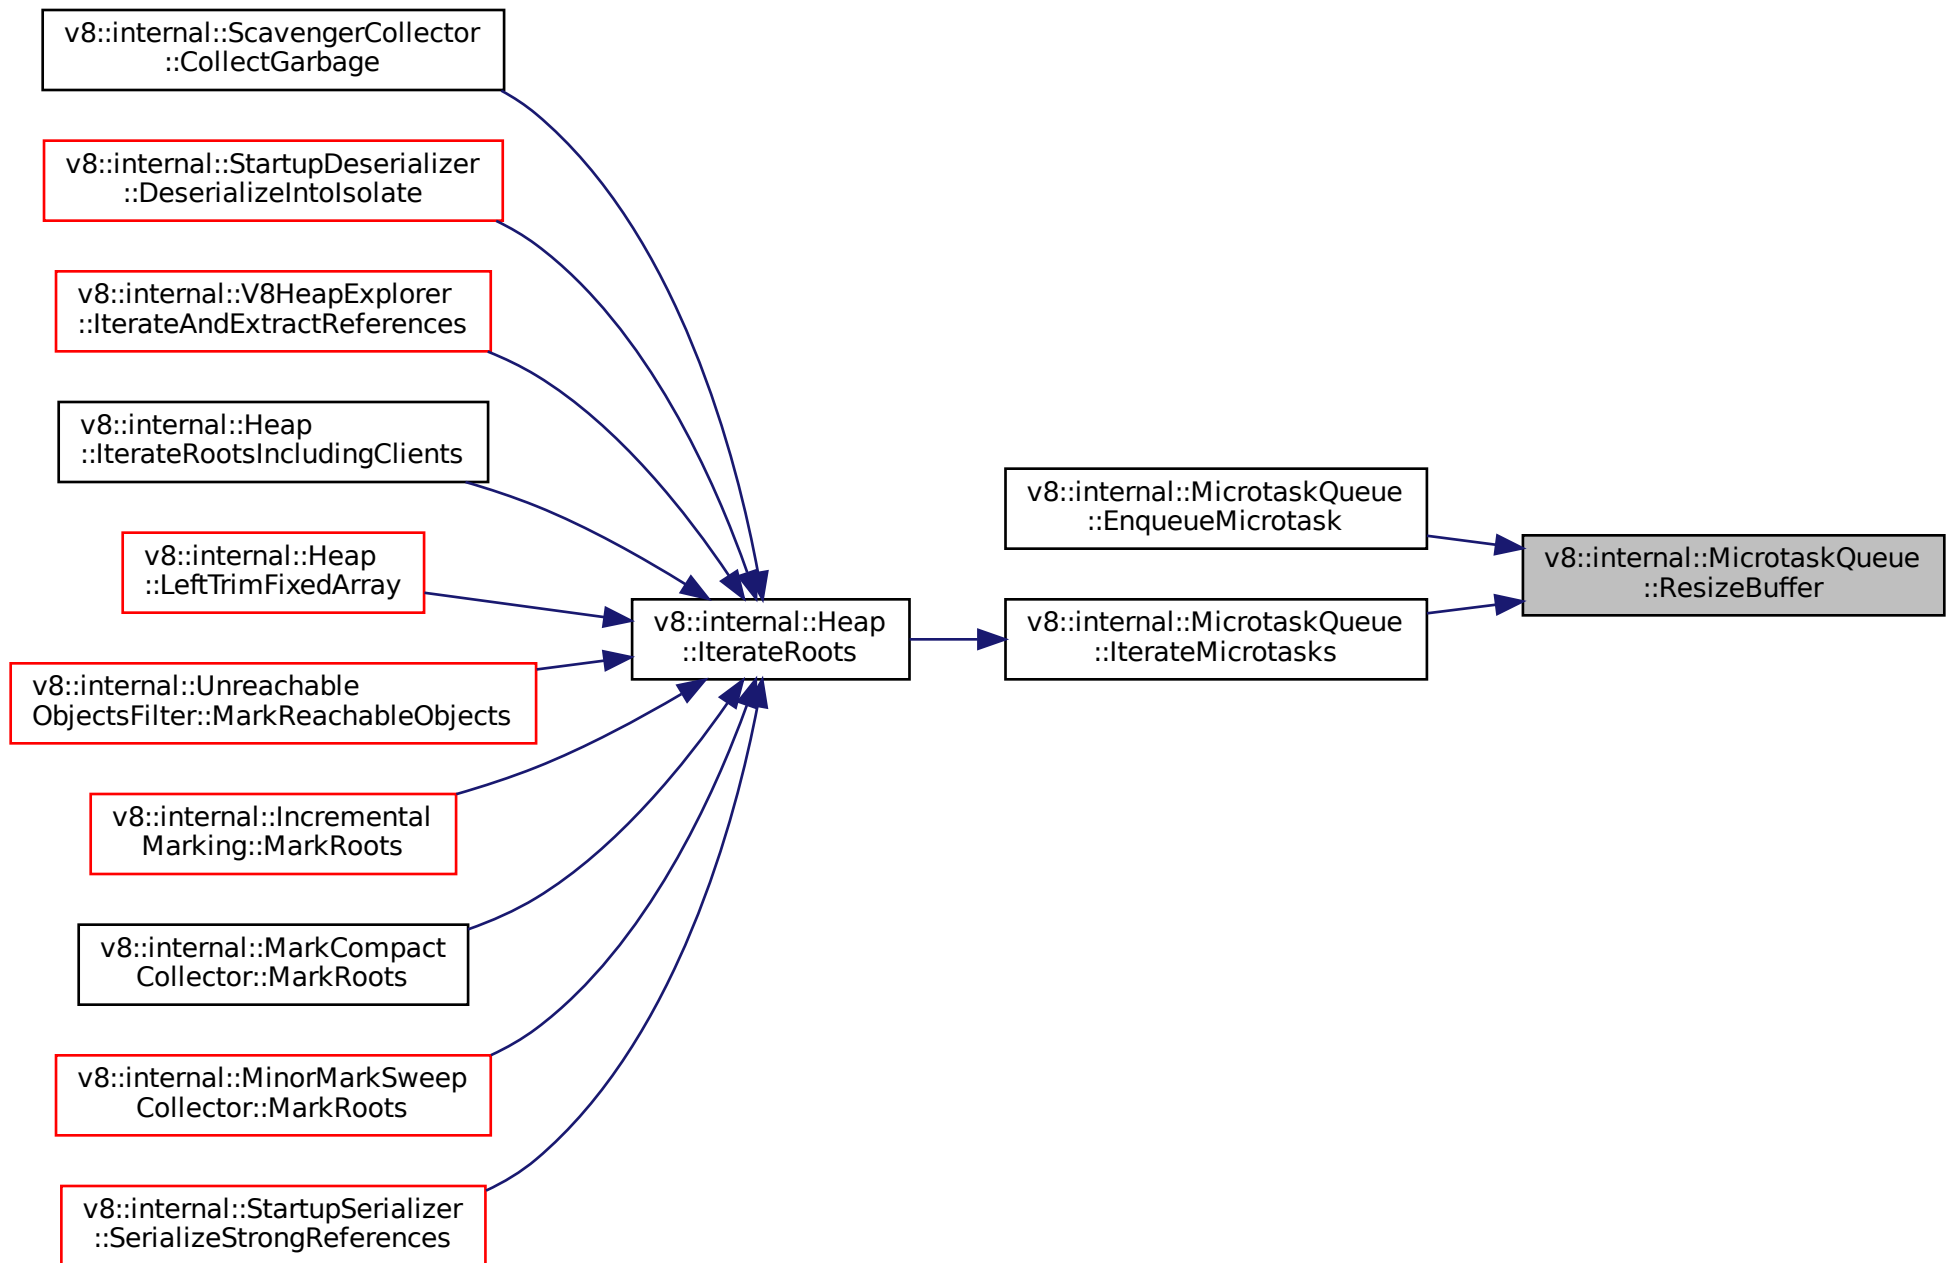 v8::internal::ScavengerCollector
::CollectGarbage
v8::internal::StartupDeserializer
::DeserializeIntoIsolate
v8::internal::V8HeapExplorer
::IterateAndExtractReferences
v8::internal::Heap
::IterateRootsIncludingClients
v8::internal::Heap
::LeftTrimFixedArray
v8::internal::Unreachable
ObjectsFilter::MarkReachableObjects
v8::internal::Incremental
Marking::MarkRoots
v8::internal::MarkCompact
Collector::MarkRoots
v8::internal::MinorMarkSweep
Collector::MarkRoots
v8::internal::StartupSerializer
::SerializeStrongReferences
v8::internal::Heap
::IterateRoots
v8::internal::MicrotaskQueue
::EnqueueMicrotask
v8::internal::MicrotaskQueue
::IterateMicrotasks
v8::internal::MicrotaskQueue
::ResizeBuffer